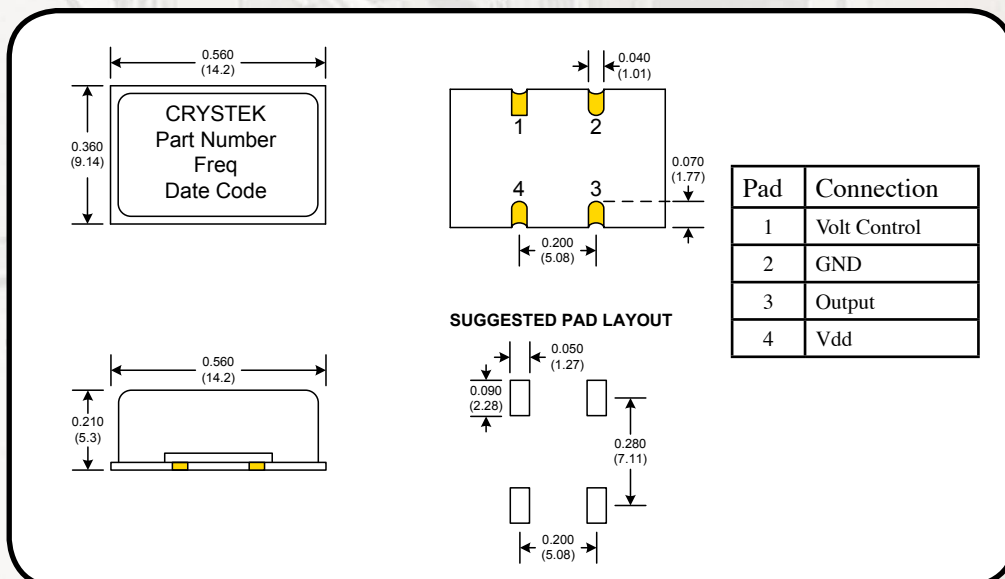 0.560
(14.2)
0.360
(9.14)
CRYSTEK
Part Number
Freq
Date Code
0.040
(1.01)
1 2
4 3
0.070
(1.77)
0.200
(5.08)
Pad Connection
1 Volt Control
2 GND
3 Output
4 Vdd
0.560
(14.2)
0.210
(5.3)
SUGGESTED PAD LAYOUT
0.050
(1.27)
0.090
(2.28)
0.280
(7.11)
0.200
(5.08)